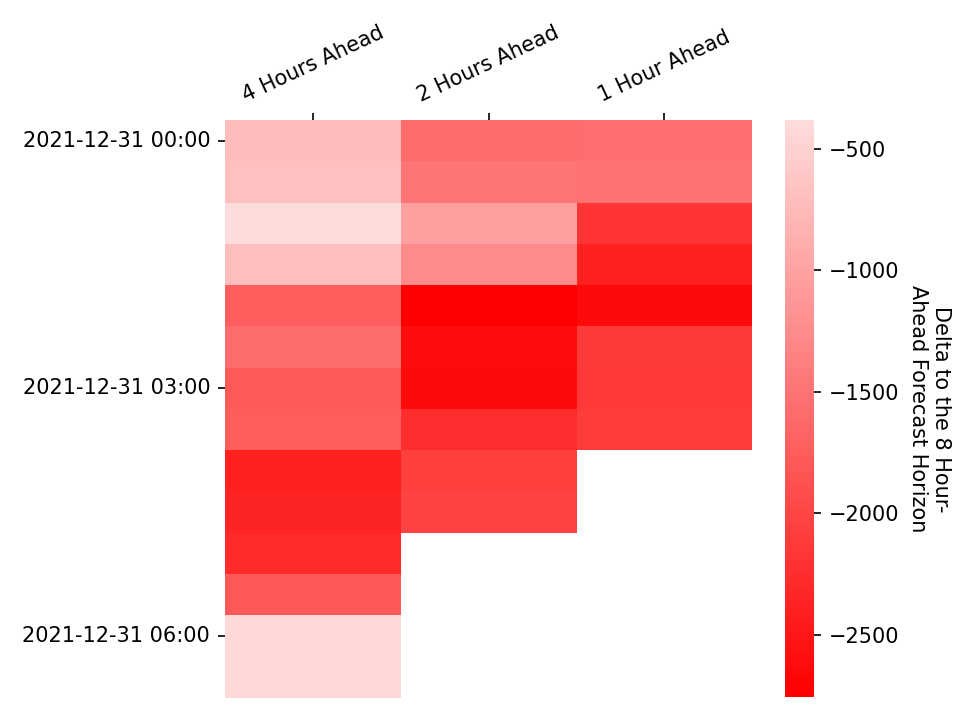 4 Hours Ahead
2 Hours Ahead
1 Hour Ahead
2021-12-31 00:00
2021-12-31 03:00
2021-12-31 06:00
−500
−1000
−1500
−2000
−2500
Delta to the 8 Hour-
Ahead Forecast Horizon